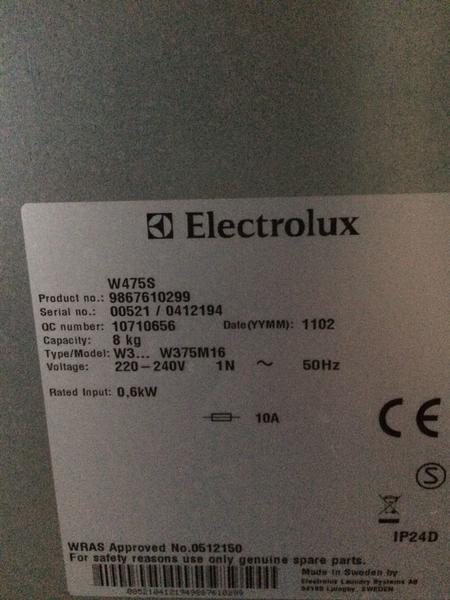 Electrolux
W475S
Product no.: 9867610299
Serial no.: 00521 / 0412194
QC number: 10710656 Date(YYMM): 1102
Capacity: 8 kg
Type/Model: W3... W375M16
Voltage: 220-240V 1N ~ 50Hz
Rated Input: 0,6kW
10A
CE
S
IP24D
WRAS Approved No.0512150
For safety reasons use only genuine spare parts.
Made in Sweden by
Electrolux Laundry Systems AB
Ljungby, SWEDEN